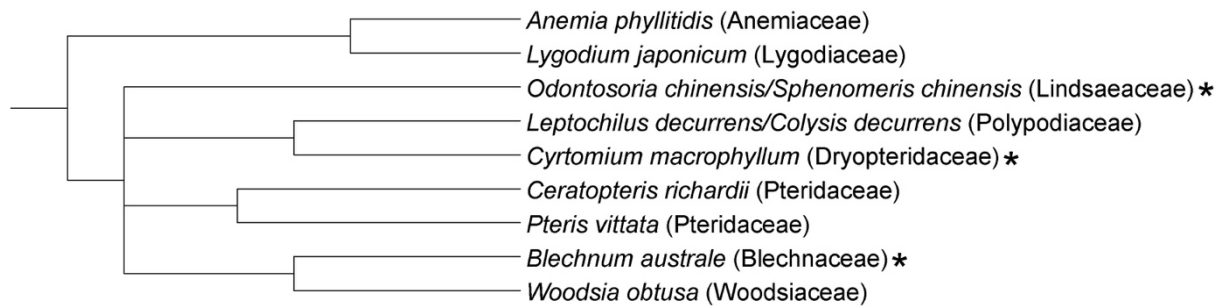 Anemia phyllitidis (Anemiaceae)
Lygodium japonicum (Lygodiaceae)
Odontosoria chinensis/Sphenomeris chinensis (Lindsaeaceae) *
Leptochilus decurrens/Colysis decurrens (Polypodiaceae)
Cyrtomium macrophyllum (Dryopteridaceae) *
Ceratopteris richardii (Pteridaceae)
Pteris vittata (Pteridaceae)
Blechnum australe (Blechnaceae) *
Woodsia obtusa (Woodsiaceae)